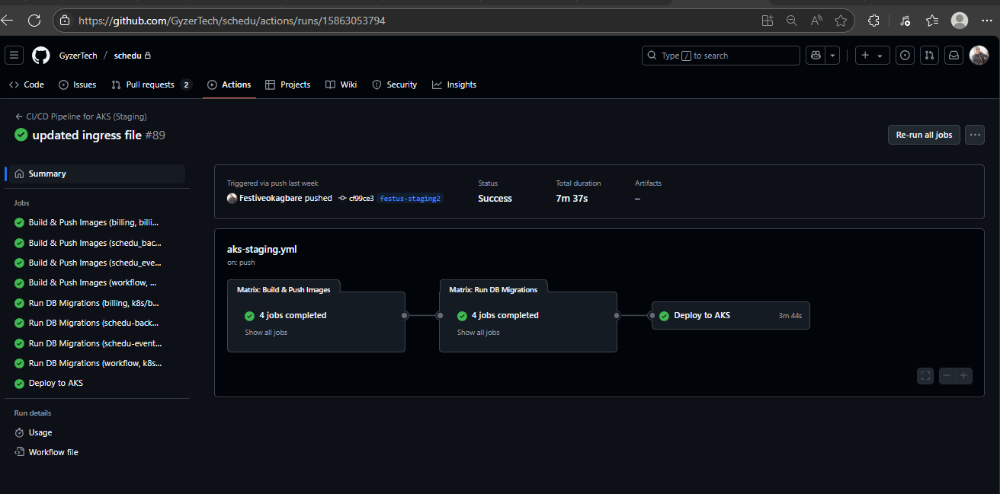 https://github.com/GyzerTech/schedu/actions/runs/15863053794
GyzerTech / schedu
Type / to search
Code Issues Pull requests 2 Actions Projects Wiki Security Insights
← CI/CD Pipeline for AKS (Staging)
updated ingress file #89
Re-run all jobs
Summary
Jobs
Build & Push Images (billing, billi...
Build & Push Images (schedu_bac...
Build & Push Images (schedu_eve...
Build & Push Images (workflow, ...
Run DB Migrations (billing, k8s/b...
Run DB Migrations (schedu-back...
Run DB Migrations (schedu-event...
Run DB Migrations (workflow, k8s...
Deploy to AKS
Run details
Usage
Workflow file
Triggered via push last week
Festiveokagbare pushed cf99ce3 festus-staging2
Status
Success
Total duration
7m 37s
Artifacts
–
aks-staging.yml
on: push
Matrix: Build & Push Images
4 jobs completed
Show all jobs
Matrix: Run DB Migrations
4 jobs completed
Show all jobs
Deploy to AKS 3m 44s